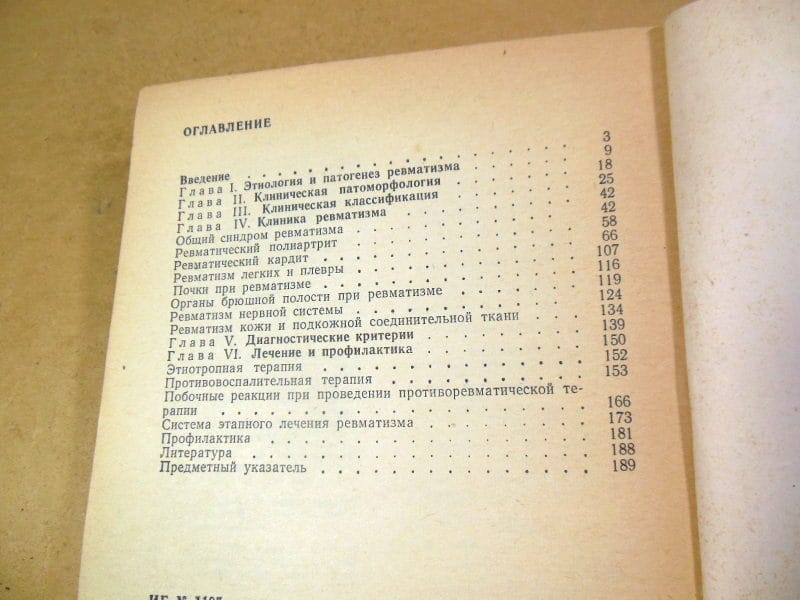 ОГЛАВЛЕНИЕ
Введение . . . . . . . . . . . . . . 3
Глава I. Этиология и патогенез ревматизма . . . . 9
Глава II. Клиническая патоморфология . . . . . 18
Глава III. Клиническая классификация . . . . . 25
Глава IV. Клиника ревматизма . . . . . . . 42
Общий синдром ревматизма . . . . . . . . 42
Ревматический полиартрит . . . . . . . . 58
Ревматический кардит . . . . . . . . . 66
Ревматизм легких и плевры . . . . . . . . 107
Почки при ревматизме . . . . . . . . . 116
Органы брюшной полости при ревматизме . . . . . 119
Ревматизм нервной системы . . . . . . . . 124
Ревматизм кожи и подкожной соединительной ткани . . . 134
Глава V. Диагностические критерии . . . . . . 139
Глава VI. Лечение и профилактика . . . . . . 150
Этиотропная терапия . . . . . . . . . 152
Противовоспалительная терапия . . . . . . . 153
Побочные реакции при проведении противоревматической те-
рапии . . . . . . . . . . . . . 166
Система этапного лечения ревматизма . . . . . . 173
Профилактика . . . . . . . . . . . 181
Литература . . . . . . . . . . . . 188
Предметный указатель . . . . . . . . . 189